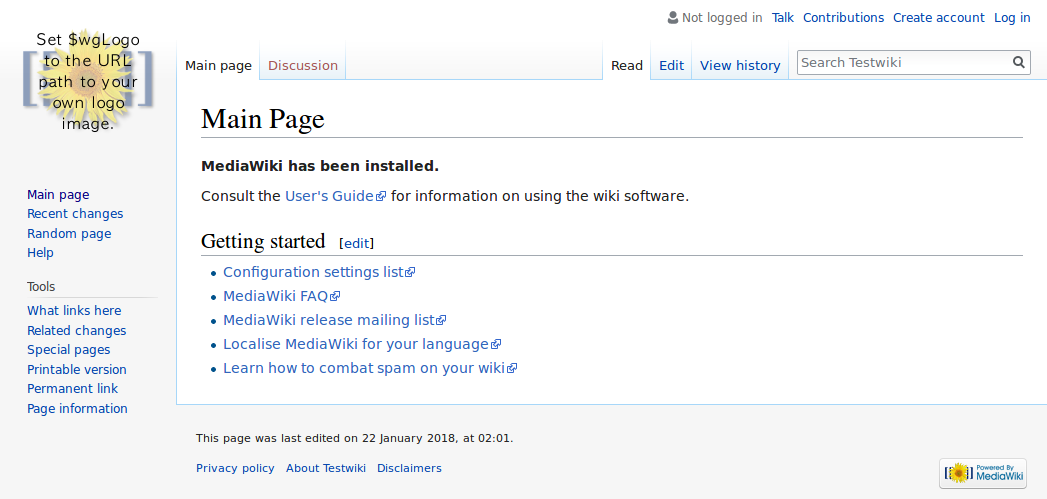 Not logged in Talk Contributions Create account Log in
Set $wgLogo
to the URL
path to your
own logo
image.
Main page Discussion Read Edit View history Search Testwiki
Main Page
MediaWiki has been installed.
Consult the User's Guide for information on using the wiki software.
Getting started [edit]
• Configuration settings list
• MediaWiki FAQ
• MediaWiki release mailing list
• Localise MediaWiki for your language
• Learn how to combat spam on your wiki
Main page
Recent changes
Random page
Help
Tools
What links here
Related changes
Special pages
Printable version
Permanent link
Page information
This page was last edited on 22 January 2018, at 02:01.
Privacy policy About Testwiki Disclaimers
Powered By
MediaWiki